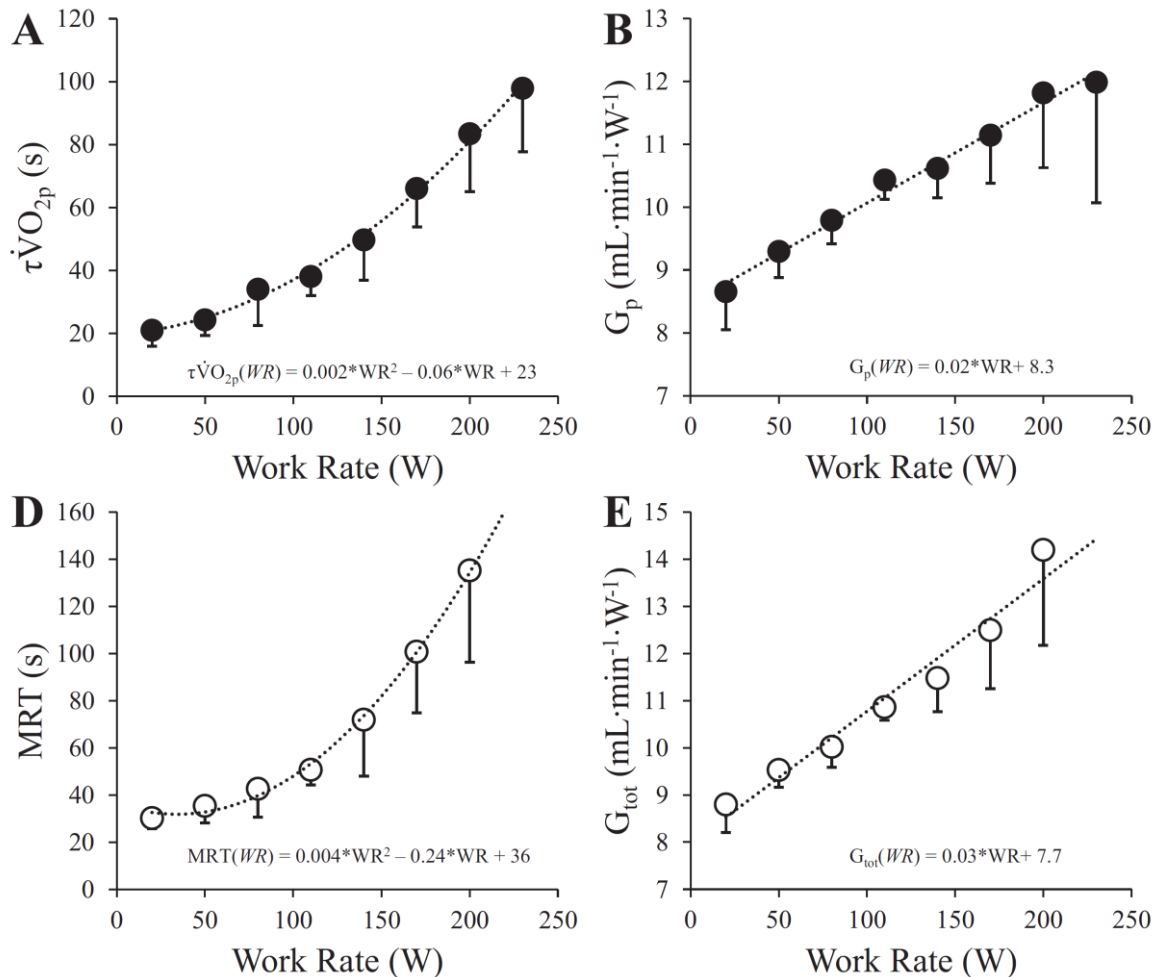 A
120
100
80
60
40
20
0
τV̇O2p (s)
τV̇O2p(WR) = 0.002*WR² – 0.06*WR + 23
0 50 100 150 200 250
Work Rate (W)
B
13
12
11
10
9
8
7
Gp (mL·min⁻¹·W⁻¹)
Gp(WR) = 0.02*WR+ 8.3
0 50 100 150 200 250
Work Rate (W)
D
160
140
120
100
80
60
40
20
0
MRT (s)
MRT(WR) = 0.004*WR² – 0.24*WR + 36
0 50 100 150 200 250
Work Rate (W)
E
15
14
13
12
11
10
9
8
7
Gtot (mL·min⁻¹·W⁻¹)
Gtot(WR) = 0.03*WR+ 7.7
0 50 100 150 200 250
Work Rate (W)